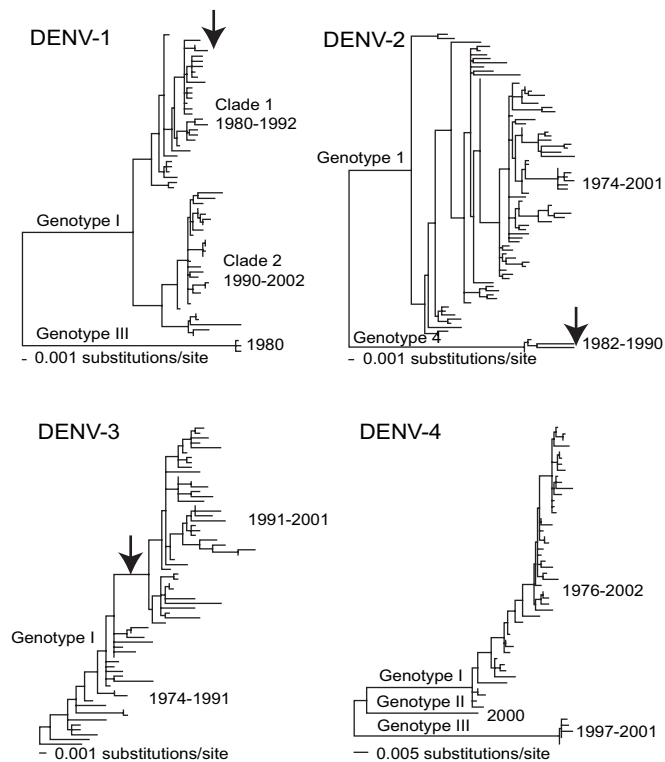 DENV-1
Clade 1
1980-1992
Genotype I
Clade 2
1990-2002
Genotype III
1980
0.001 substitutions/site
DENV-2
Genotype 1
1974-2001
Genotype 4
1982-1990
0.001 substitutions/site
DENV-3
1991-2001
Genotype I
1974-1991
0.001 substitutions/site
DENV-4
1976-2002
Genotype I
Genotype II
2000
Genotype III
1997-2001
0.005 substitutions/site